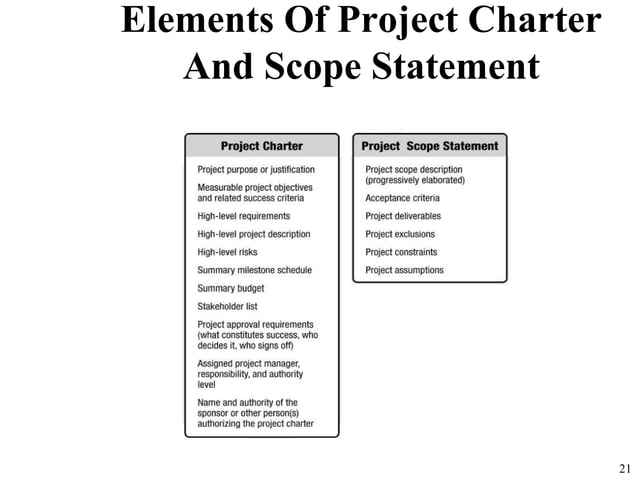 Elements Of Project Charter
And Scope Statement
Project Charter
Project purpose or justification
Measurable project objectives
and related success criteria
High-level requirements
High-level project description
High-level risks
Summary milestone schedule
Summary budget
Stakeholder list
Project approval requirements
(what constitutes success, who
decides it, who signs off)
Assigned project manager,
responsibility, and authority
level
Name and authority of the
sponsor or other person(s)
authorizing the project charter
Project Scope Statement
Project scope description
(progressively elaborated)
Acceptance criteria
Project deliverables
Project exclusions
Project constraints
Project assumptions
21